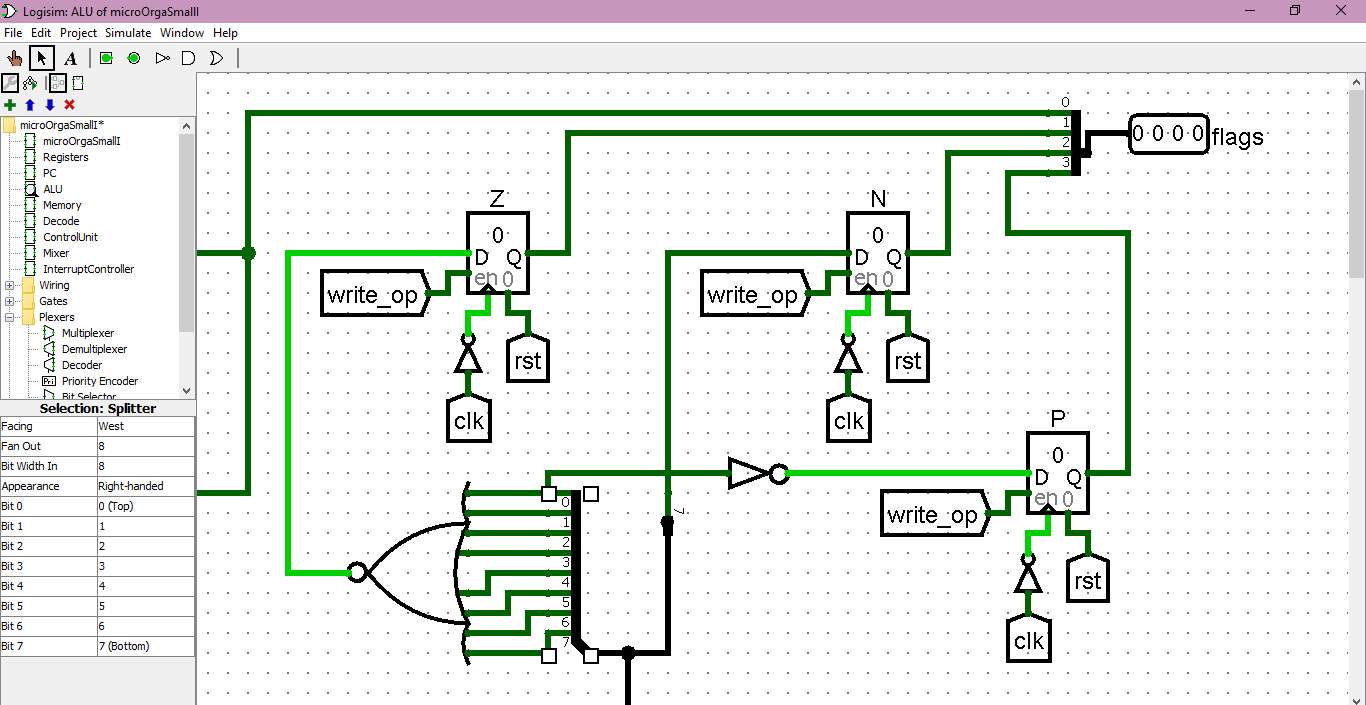 Logisim: ALU of microOrgaSmallI
File Edit Project Simulate Window Help
A
microOrgaSmallI*
microOrgaSmallI
Registers
PC
ALU
Memory
Decode
ControlUnit
Mixer
InterruptController
Wiring
Gates
Plexers
Multiplexer
Demultiplexer
Decoder
Pri Priority Encoder
Bit Selector
Selection: Splitter
Facing West
Fan Out 8
Bit Width In 8
Appearance Right-handed
Bit 0 0 (Top)
Bit 1 1
Bit 2 2
Bit 3 3
Bit 4 4
Bit 5 5
Bit 6 6
Bit 7 7 (Bottom)
0
1
2
3
0 0 0 0 flags
Z
0
D Q
en 0
write_op
rst
clk
N
0
D Q
en 0
write_op
rst
clk
P
0
D Q
en 0
write_op
rst
clk
7
0
1
2
3
4
5
6
7